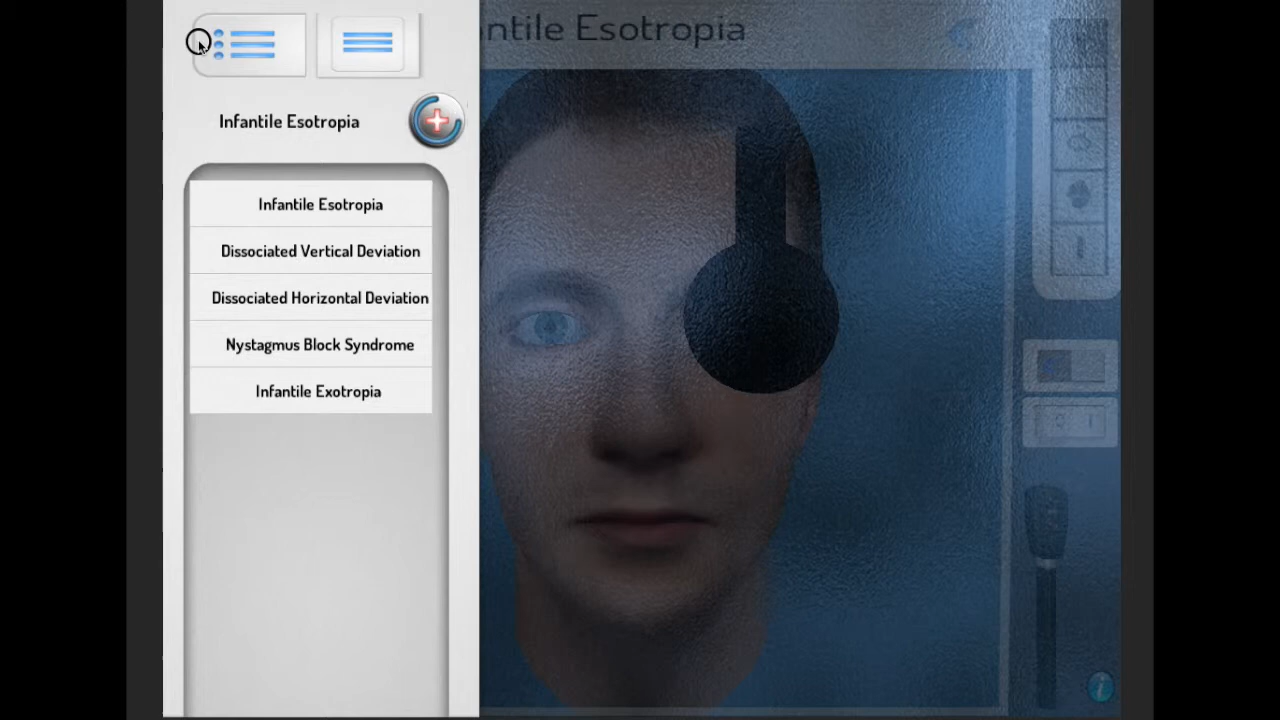 ntile Esotropia
Infantile Esotropia
Infantile Esotropia
Dissociated Vertical Deviation
Dissociated Horizontal Deviation
Nystagmus Block Syndrome
Infantile Exotropia